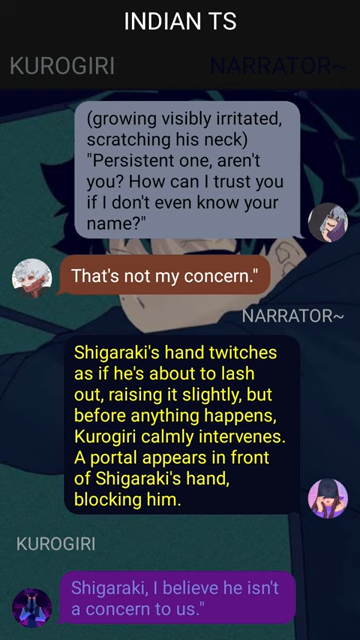 INDIAN TS
KUROGIRI
NARRATOR~
(growing visibly irritated,
scratching his neck)
"Persistent one, aren't
you? How can I trust you
if I don't even know your
name?"
That's not my concern."
NARRATOR~
Shigaraki's hand twitches
as if he's about to lash
out, raising it slightly, but
before anything happens,
Kurogiri calmly intervenes.
A portal appears in front
of Shigaraki's hand,
blocking him.
KUROGIRI
Shigaraki, I believe he isn't
a concern to us."